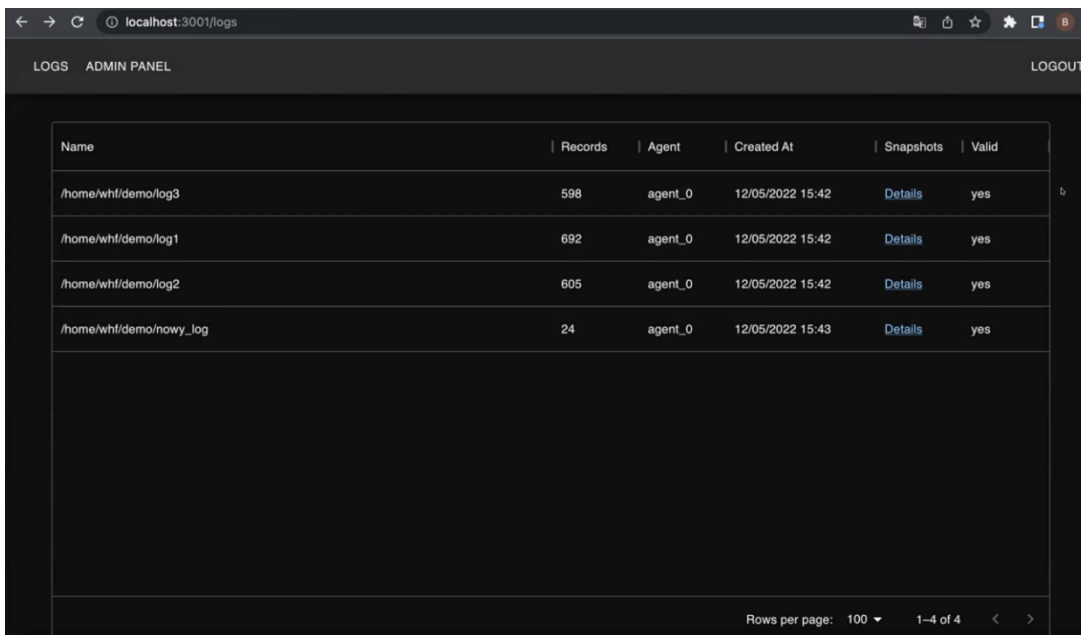 localhost:3001/logs
B
LOGS ADMIN PANEL LOGOUT
Name Records Agent Created At Snapshots Valid
/home/whf/demo/log3 598 agent_0 12/05/2022 15:42 Details yes
/home/whf/demo/log1 692 agent_0 12/05/2022 15:42 Details yes
/home/whf/demo/log2 605 agent_0 12/05/2022 15:42 Details yes
/home/whf/demo/nowy_log 24 agent_0 12/05/2022 15:43 Details yes
Rows per page: 100 1–4 of 4